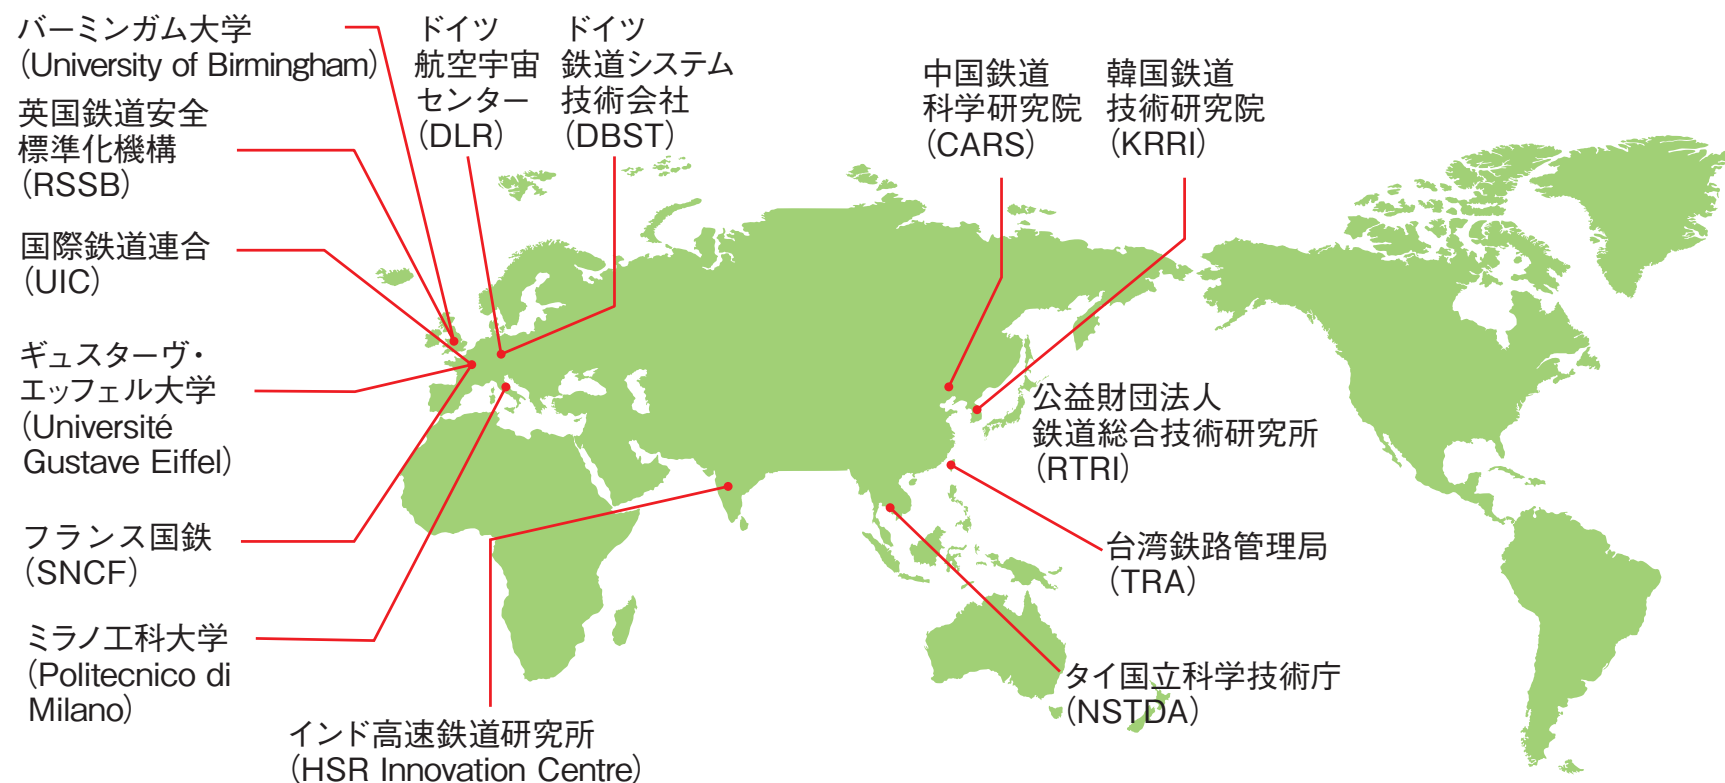 バーミンガム大学
(University of Birmingham)
英国鉄道安全
標準化機構
(RSSB)
国際鉄道連合
(UIC)
ギュスターヴ・
エッフェル大学
(Université
Gustave Eiffel)
フランス国鉄
(SNCF)
ミラノ工科大学
(Politecnico di
Milano)
インド高速鉄道研究所
(HSR Innovation Centre)
ドイツ
航空宇宙
センター
(DLR)
ドイツ
鉄道システム
技術会社
(DBST)
中国鉄道
科学研究院
(CARS)
韓国鉄道
技術研究院
(KRRI)
公益財団法人
鉄道総合技術研究所
(RTRI)
台湾鉄路管理局
(TRA)
タイ国立科学技術庁
(NSTDA)